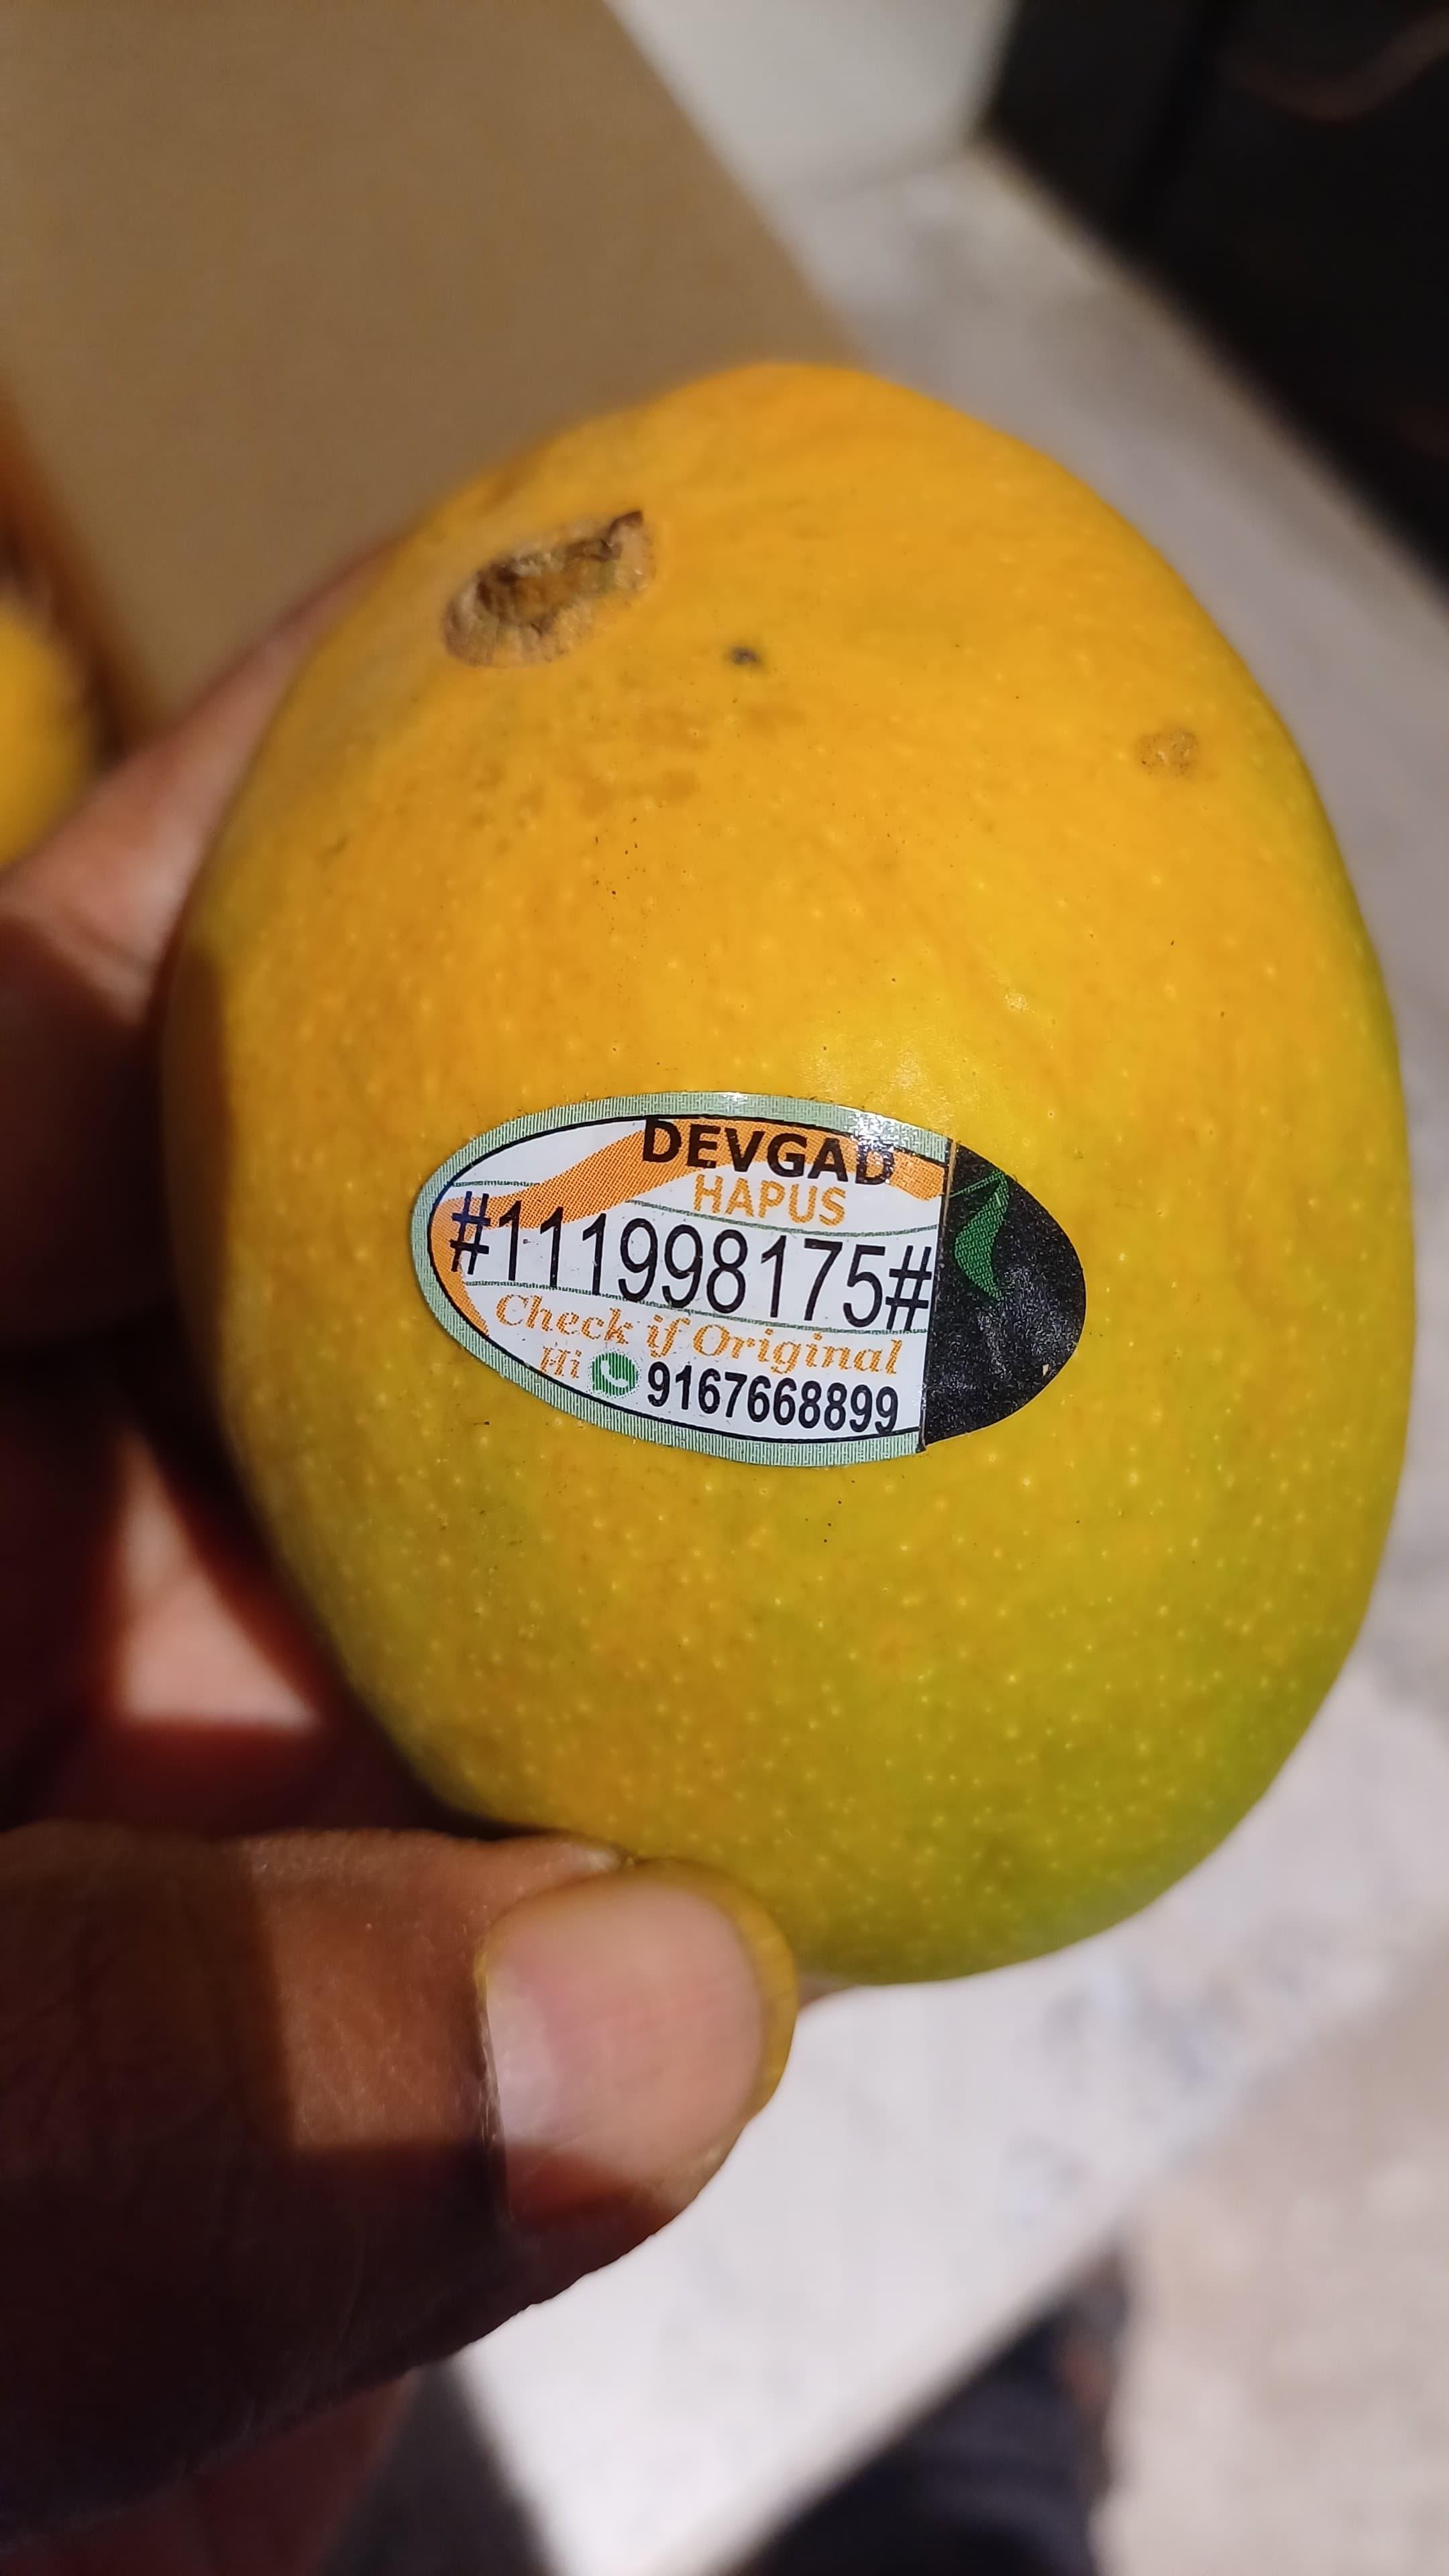 DEVGAD
HAPUS
#111998175#
Check if Original
Hi 9167668899